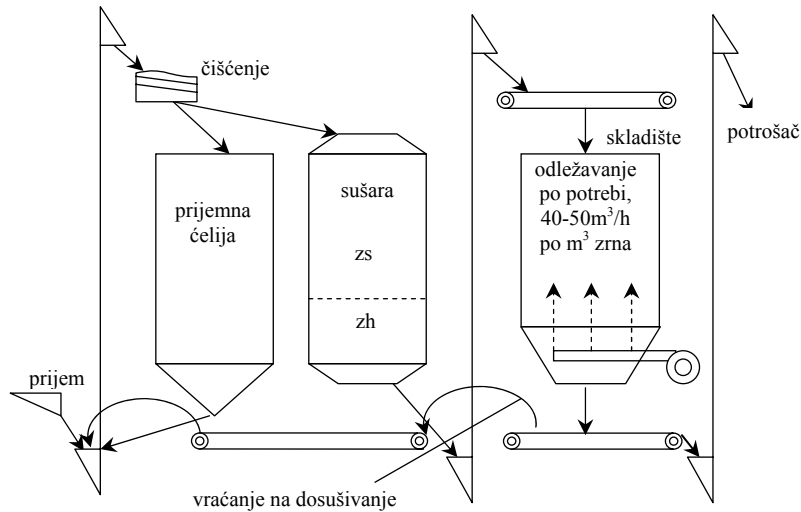 čišćenje
skladište
potrošač
prijemna
ćelija
sušara
zs
zh
odležavanje
po potrebi,
40-50m³/h
po m³ zrna
prijem
vraćanje na dosušivanje